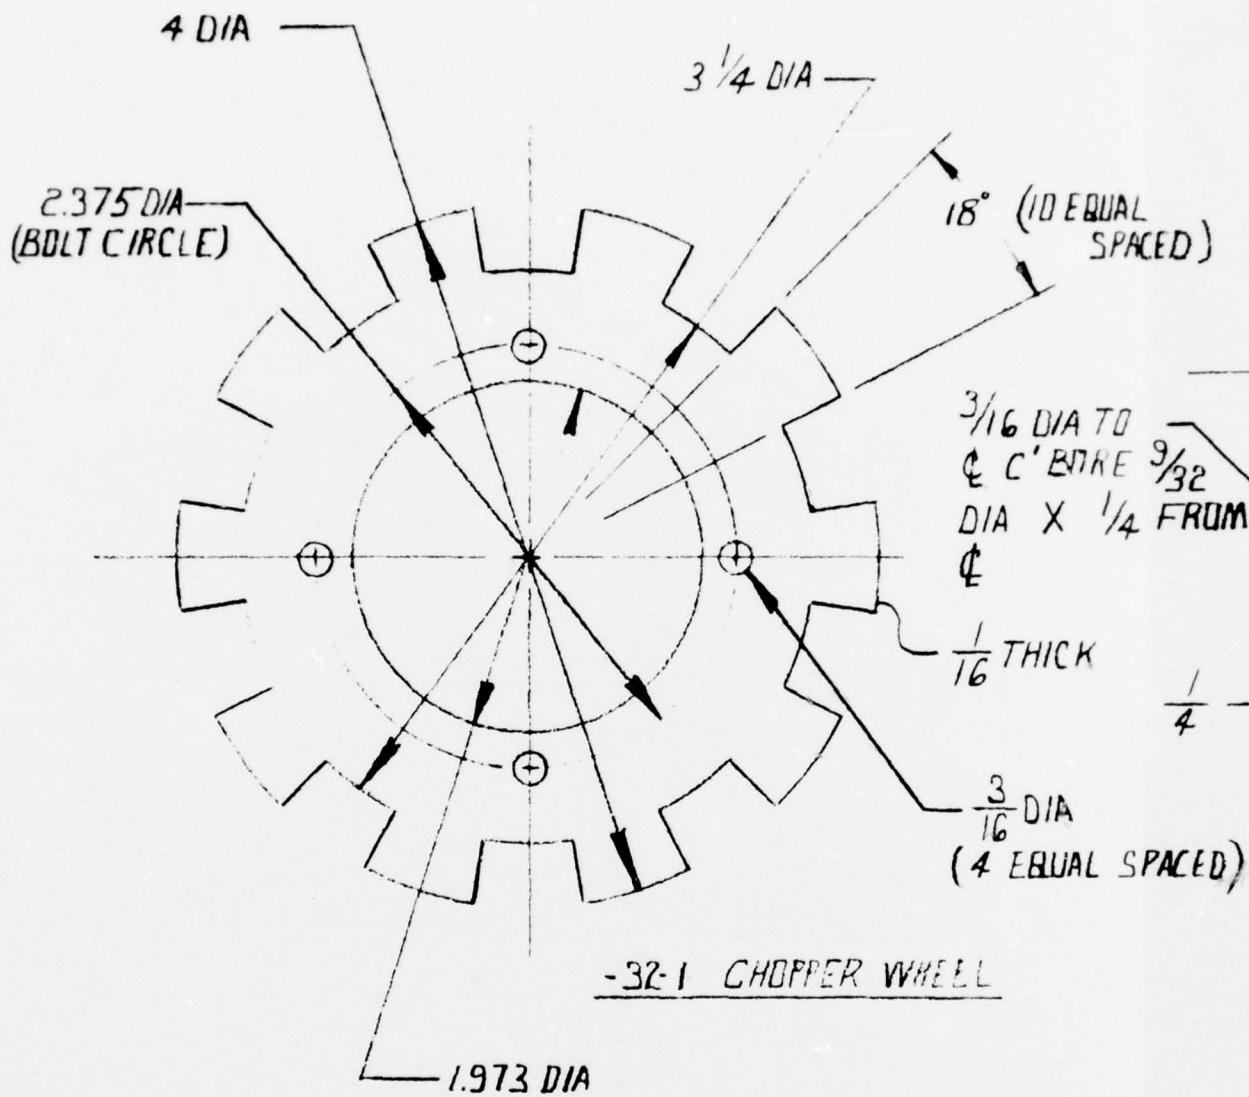 4 DIA
3 1/4 DIA
2.375 DIA
(BOLT CIRCLE)
18° (10 EQUAL
SPACED)
3/16 DIA TO
℄ C'BORE 9/32
DIA X 1/4 FROM
℄
1/16 THICK
1/4
3/16 DIA
(4 EQUAL SPACED)
-32-1 CHOPPER WHEEL
1.973 DIA